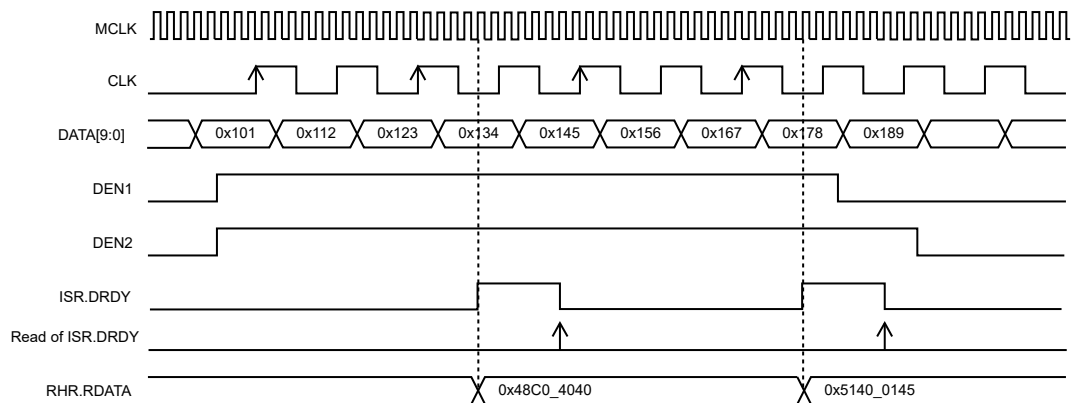 MCLK
CLK
DATA[9:0] 0x101 0x112 0x123 0x134 0x145 0x156 0x167 0x178 0x189
DEN1
DEN2
ISR.DRDY
Read of ISR.DRDY
RHR.RDATA 0x48C0_4040 0x5140_0145